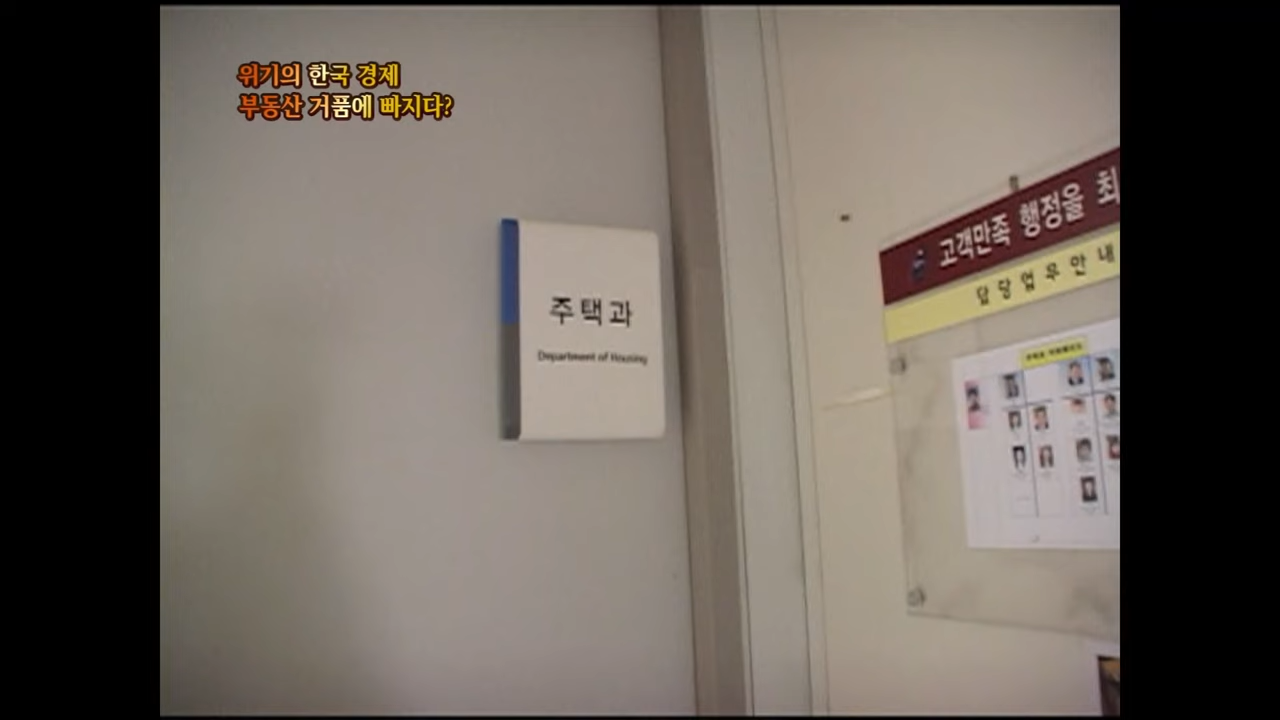 위기의 한국 경제
부동산 거품에 빠지다?
주택과
Department of Housing
고객만족 행정을 최
담당업무안내